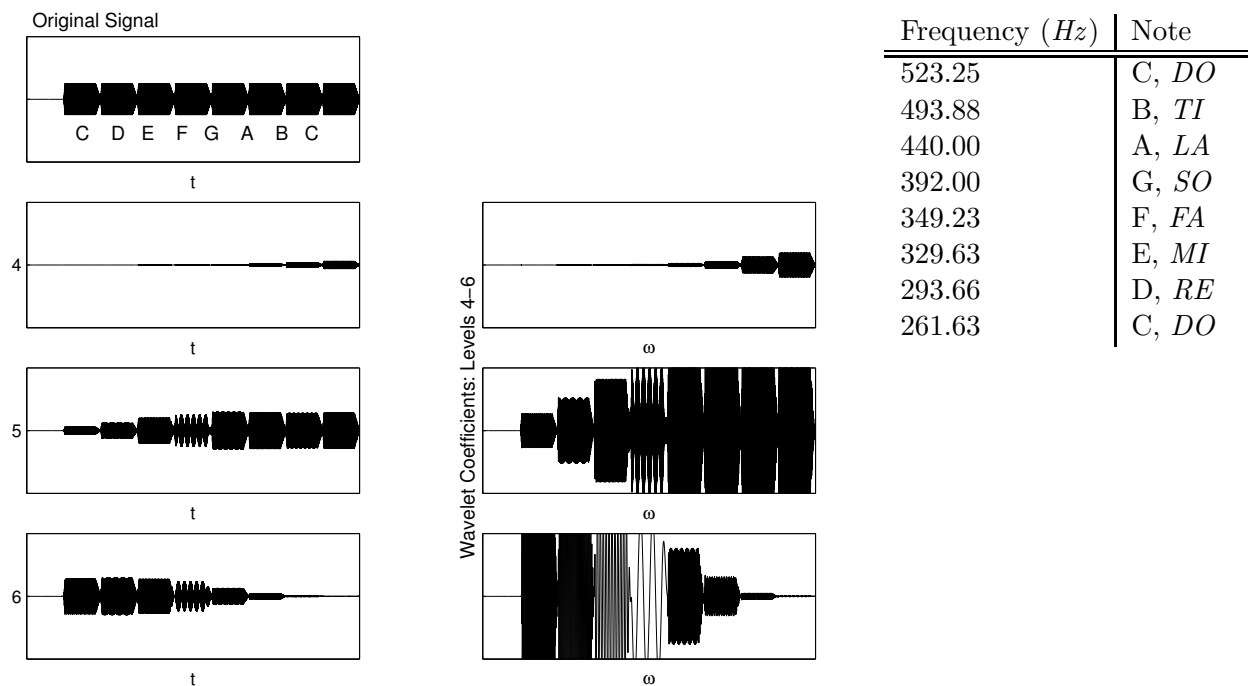 Original Signal
C D E F G A B C
t
4
t
5
t
6
t
Wavelet Coefficients: Levels 4–6
ω
ω
ω
Frequency (Hz) Note
523.25 C, DO
493.88 B, TI
440.00 A, LA
392.00 G, SO
349.23 F, FA
329.63 E, MI
293.66 D, RE
261.63 C, DO